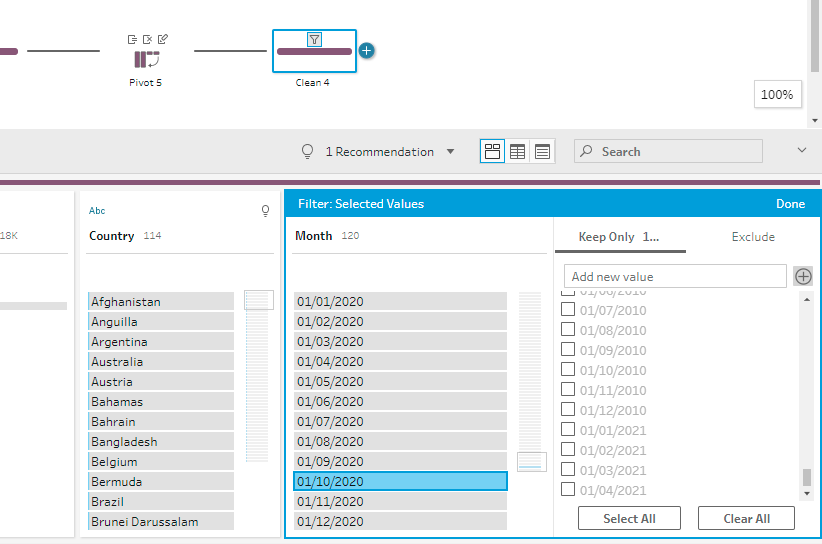 Pivot 5
Clean 4
100%
1 Recommendation
Search
18K
Abc
Country 114
Afghanistan
Anguilla
Argentina
Australia
Austria
Bahamas
Bahrain
Bangladesh
Belgium
Bermuda
Brazil
Brunei Darussalam
Filter: Selected Values
Done
Month 120
01/01/2020
01/02/2020
01/03/2020
01/04/2020
01/05/2020
01/06/2020
01/07/2020
01/08/2020
01/09/2020
01/10/2020
01/11/2020
01/12/2020
Keep Only 1...
Exclude
Add new value
01/06/2010
01/07/2010
01/08/2010
01/09/2010
01/10/2010
01/11/2010
01/12/2010
01/01/2021
01/02/2021
01/03/2021
01/04/2021
Select All
Clear All